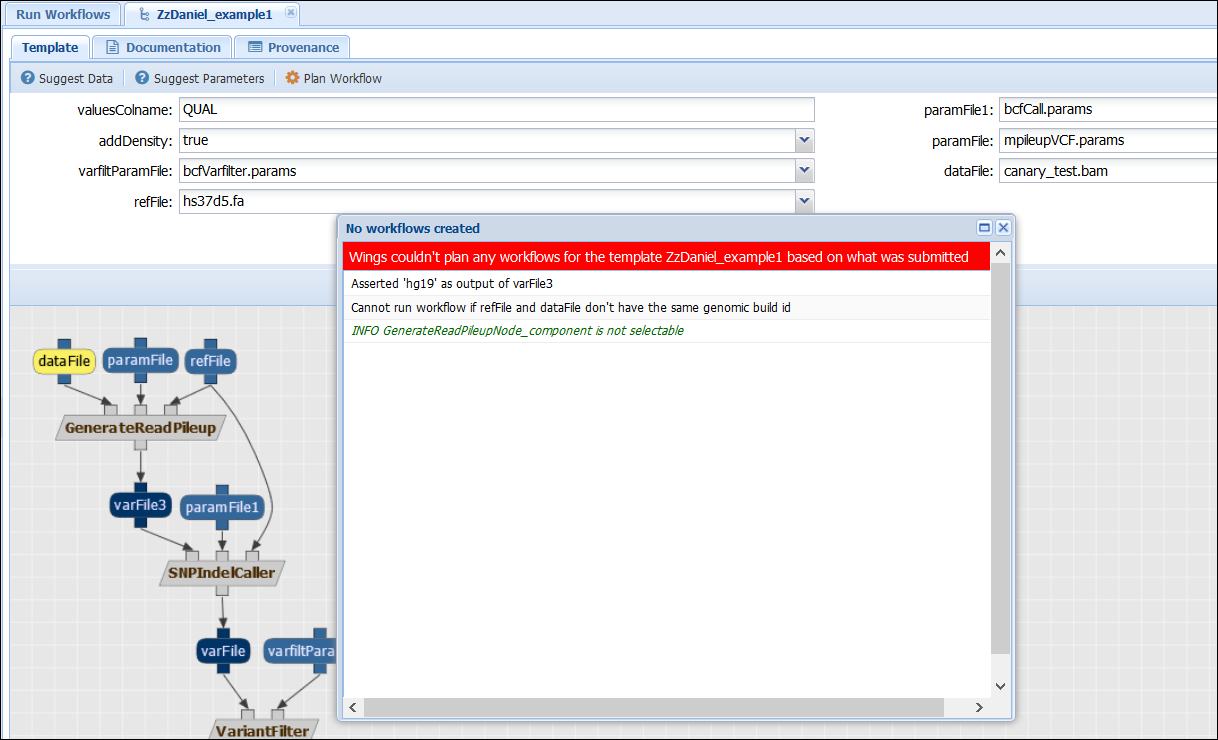 Run Workflows
ZzDaniel_example1
Template
Documentation
Provenance
Suggest Data
Suggest Parameters
Plan Workflow
valuesColname: QUAL
paramFile1: bcfCall.params
addDensity: true
paramFile: mpileupVCF.params
varfiltParamFile: bcfVarfilter.params
dataFile: canary_test.bam
refFile: hs37d5.fa
No workflows created
Wings couldn't plan any workflows for the template ZzDaniel_example1 based on what was submitted
Asserted 'hg19' as output of varFile3
Cannot run workflow if refFile and dataFile don't have the same genomic build id
INFO GenerateReadPileupNode_component is not selectable
dataFile
paramFile
refFile
GenerateReadPileup
varFile3
paramFile1
SNPIndelCaller
varFile
varfiltPara
VariantFilter